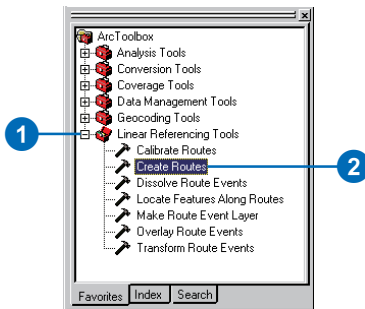 ArcToolbox
Analysis Tools
Conversion Tools
Coverage Tools
Data Management Tools
Geocoding Tools
1 Linear Referencing Tools
Calibrate Routes
Create Routes 2
Dissolve Route Events
Locate Features Along Routes
Make Route Event Layer
Overlay Route Events
Transform Route Events
Favorites Index Search